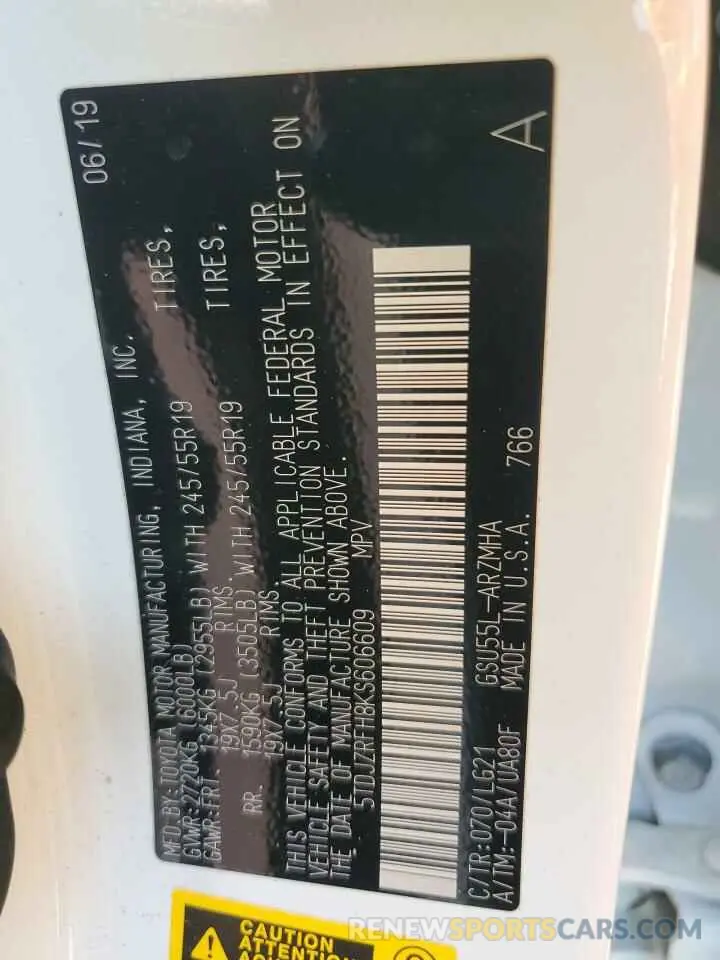 MFD.BY:TOYOTA MOTOR MANUFACTURING, INDIANA, INC. 06/19
GVWR:2720KG (6000LB)
GAWR:FRT. 1345KG (2955LB) WITH 245/55R19 TIRES,
19X7.5J RIMS.
RR. 1590KG (3505LB) WITH 245/55R19 TIRES,
19X7.5J RIMS.
THIS VEHICLE CONFORMS TO ALL APPLICABLE FEDERAL MOTOR
VEHICLE SAFETY AND THEFT PREVENTION STANDARDS IN EFFECT ON
THE DATE OF MANUFACTURE SHOWN ABOVE.
5TDJZRFH8KS606609 MPV
C/TR:070/LG21 GSU55L-ARZMHA
A/TM:-04A/UA80F MADE IN U.S.A. 766 A
CAUTION
ATTENTION
RENEWSPORTSCARS.COM